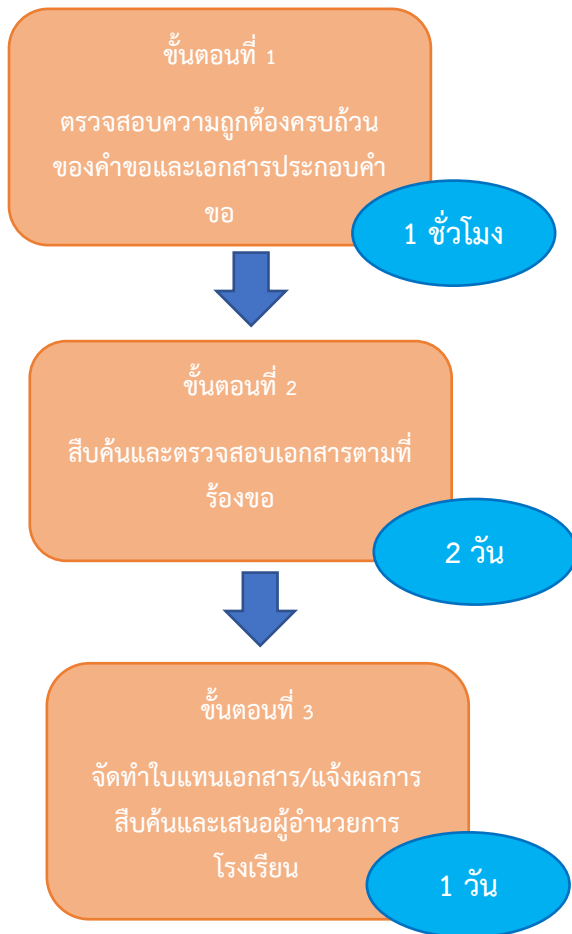 ขั้นตอนที่ 1
ตรวจสอบความถูกต้องครบถ้วน
ของคำขอและเอกสารประกอบคำ
ขอ
1 ชั่วโมง
ขั้นตอนที่ 2
สืบค้นและตรวจสอบเอกสารตามที่
ร้องขอ
2 วัน
ขั้นตอนที่ 3
จัดทำใบแทนเอกสาร/แจ้งผลการ
สืบค้นและเสนอผู้อำนวยการ
โรงเรียน
1 วัน